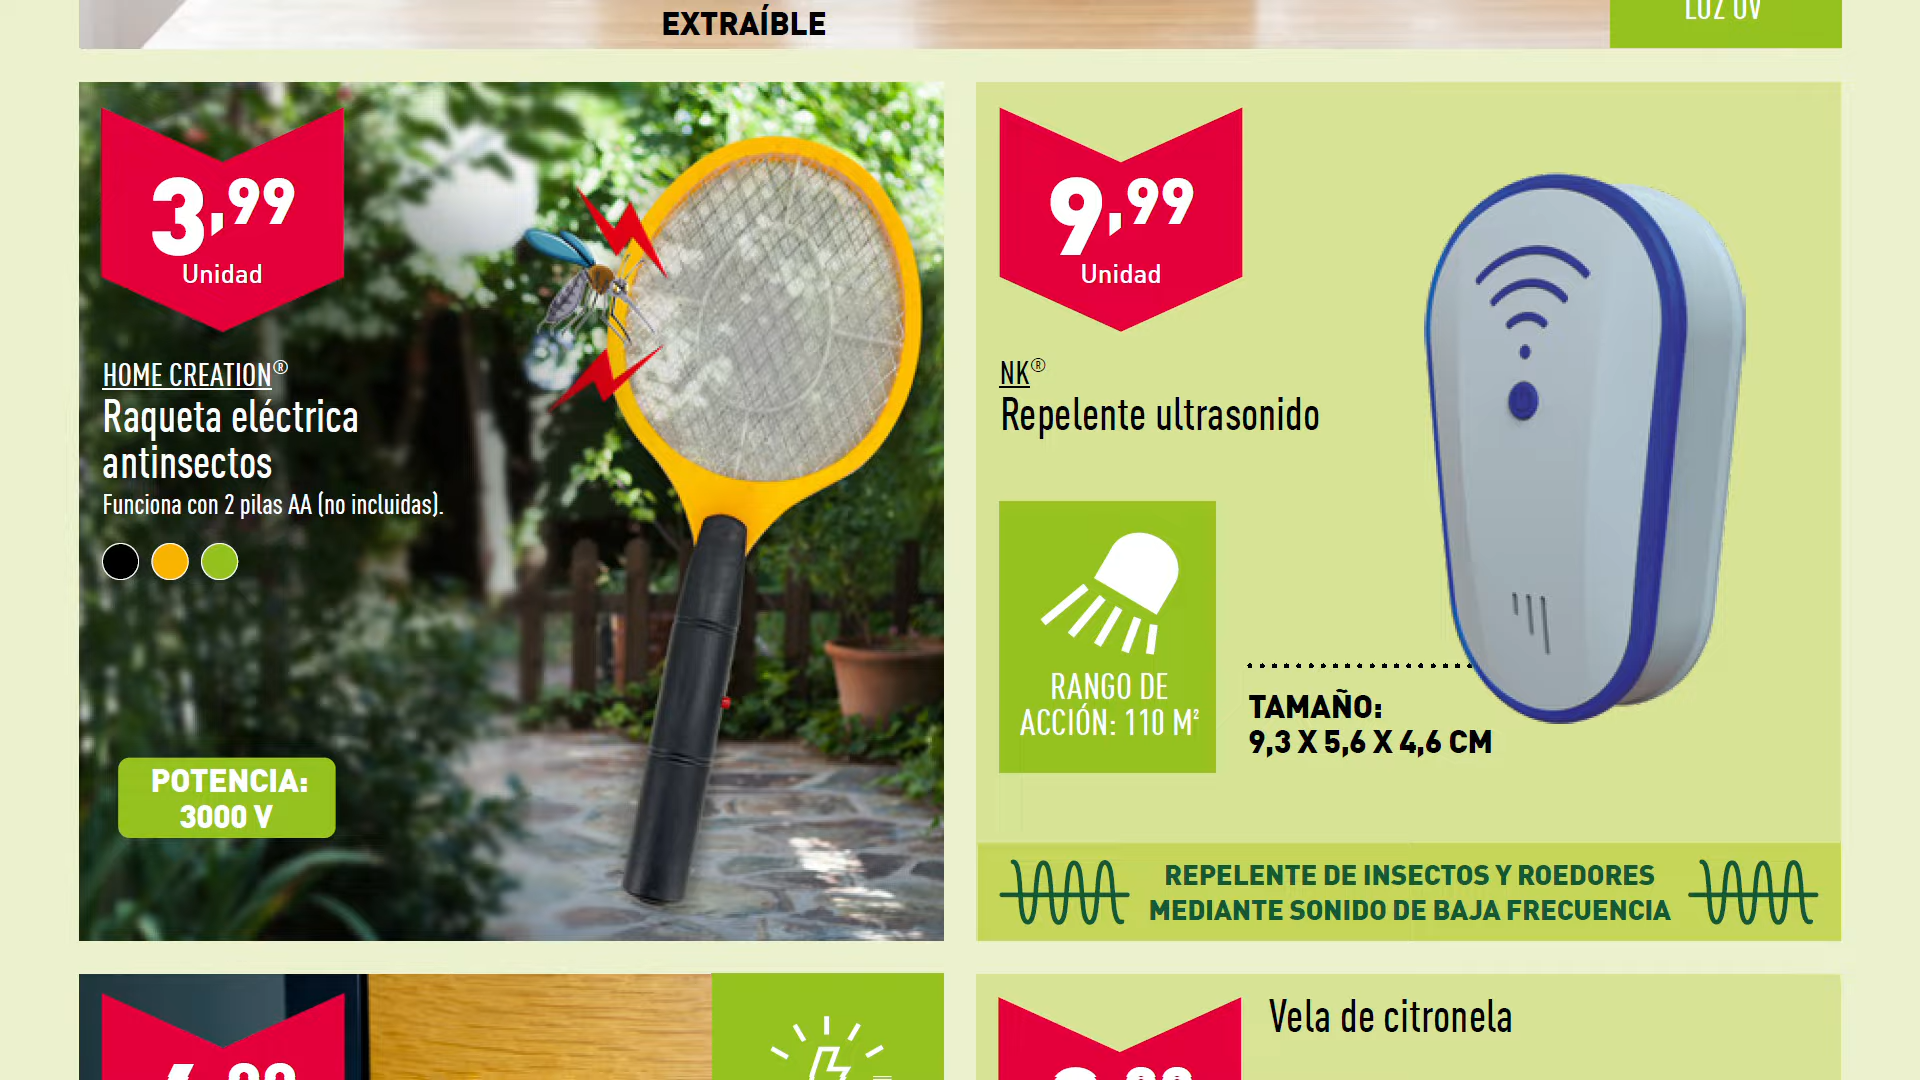 EXTRAÍBLE
LUZ UV
3,99
Unidad
HOME CREATION®
Raqueta eléctrica
antinsectos
Funciona con 2 pilas AA (no incluidas).
POTENCIA:
3000 V
9,99
Unidad
NK®
Repelente ultrasonido
RANGO DE
ACCIÓN: 110 M²
TAMAÑO:
9,3 X 5,6 X 4,6 CM
REPELENTE DE INSECTOS Y ROEDORES
MEDIANTE SONIDO DE BAJA FRECUENCIA
Vela de citronela